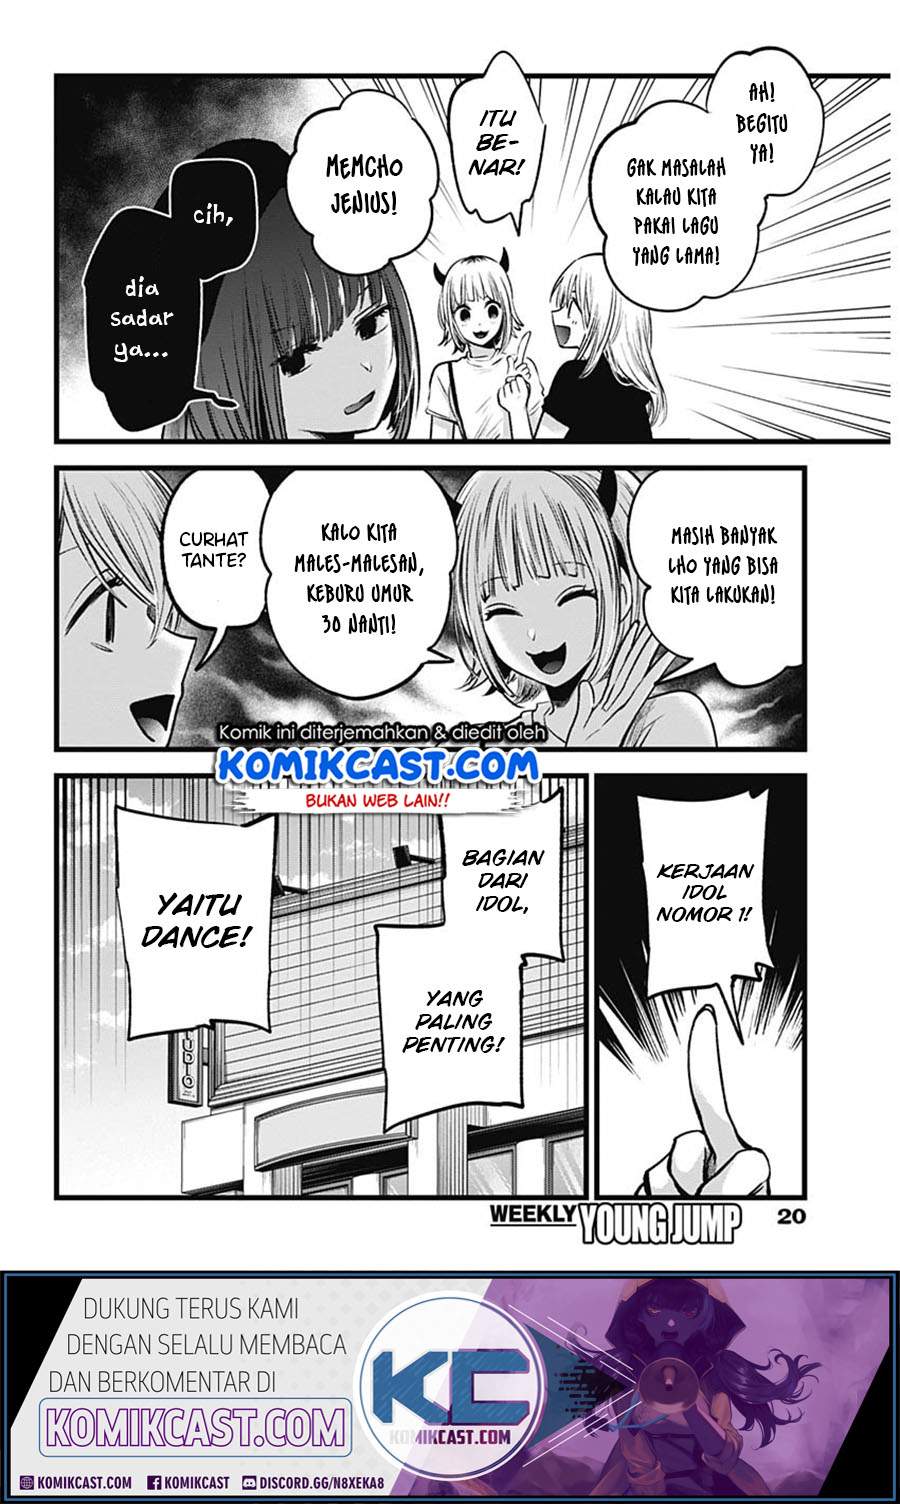 AH!
BEGITU
YA!
GAK MASALAH
KALAU KITA
PAKAI LAGU
YANG LAMA!
ITU
BE-
NAR!
MEMCHO
JENIUS!
cih,
dia
sadar
ya...
MASIH BANYAK
LHO YANG BISA
KITA LAKUKAN!
KALO KITA
MALES-MALESAN,
KEBURU UMUR
30 NANTI!
CURHAT
TANTE?
Komik ini diterjemahkan & diedit oleh
KOMIKCAST.COM
BUKAN WEB LAIN!!
KERJAAN
IDOL
NOMOR 1!
BAGIAN
DARI
IDOL,
YANG
PALING
PENTING!
YAITU
DANCE!
UDIO
WEEKLY YOUNG JUMP 20
DUKUNG TERUS KAMI
DENGAN SELALU MEMBACA
DAN BERKOMENTAR DI
KOMIKCAST.COM
KC
KOMIKCAST.COM
KOMIKCAST.COM KOMIKCAST DISCORD.GG/N8XEKA8